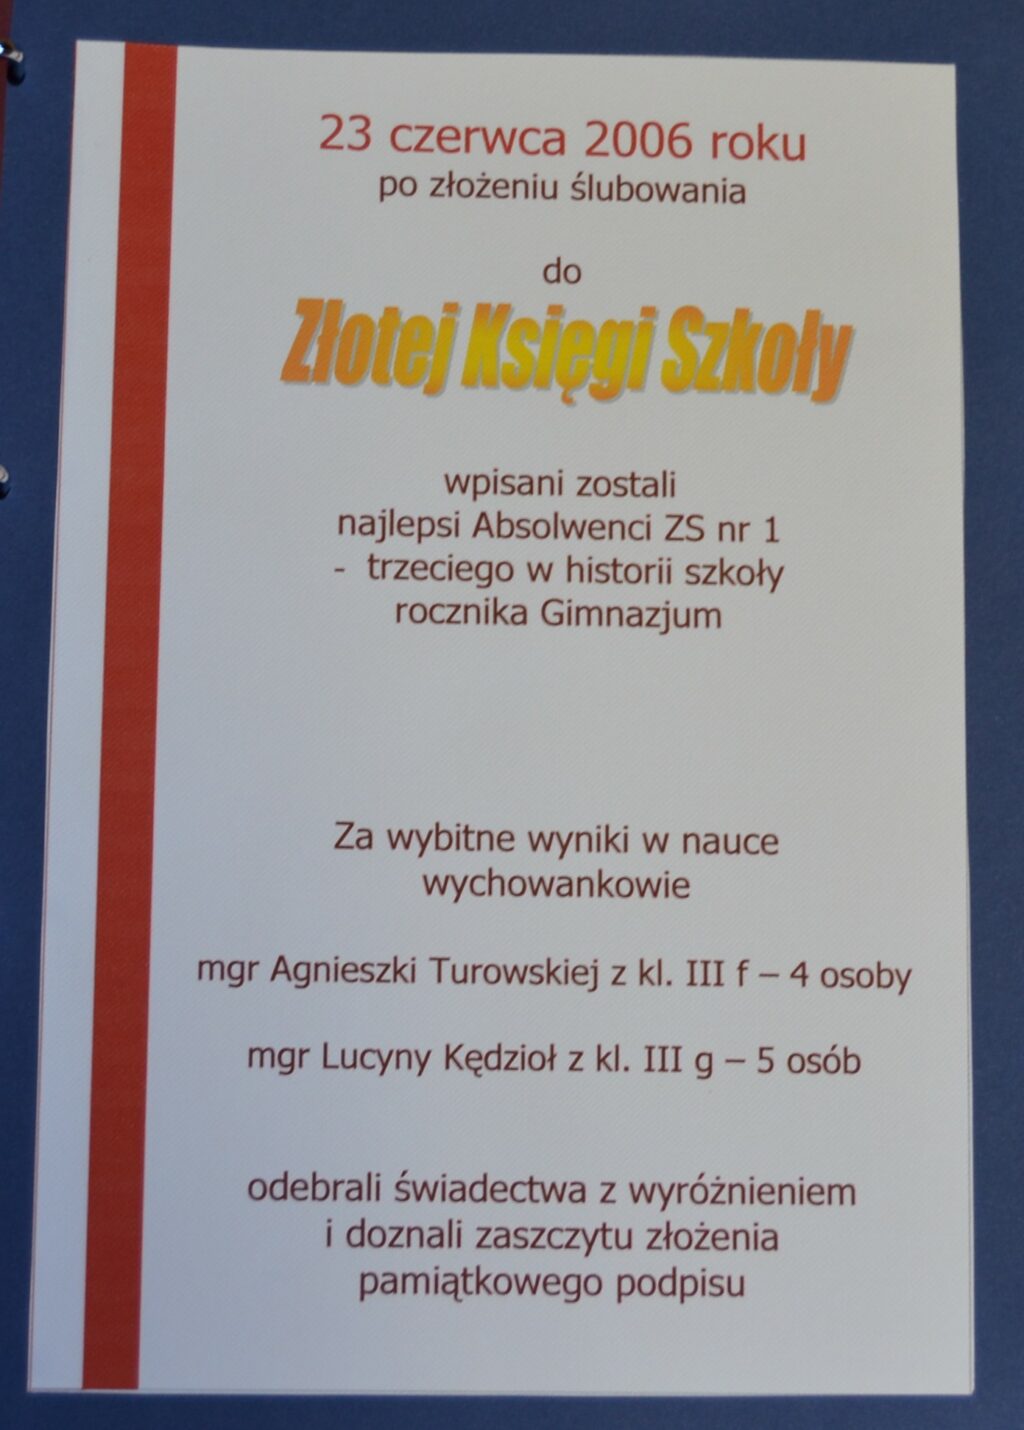 23 czerwca 2006 roku
po złożeniu ślubowania
do
Złotej Księgi Szkoły
wpisani zostali
najlepsi Absolwenci ZS nr 1
- trzeciego w historii szkoły
rocznika Gimnazjum
Za wybitne wyniki w nauce
wychowankowie
mgr Agnieszki Turowskiej z kl. III f – 4 osoby
mgr Lucyny Kędzioł z kl. III g – 5 osób
odebrali świadectwa z wyróżnieniem
i doznali zaszczytu złożenia
pamiątkowego podpisu